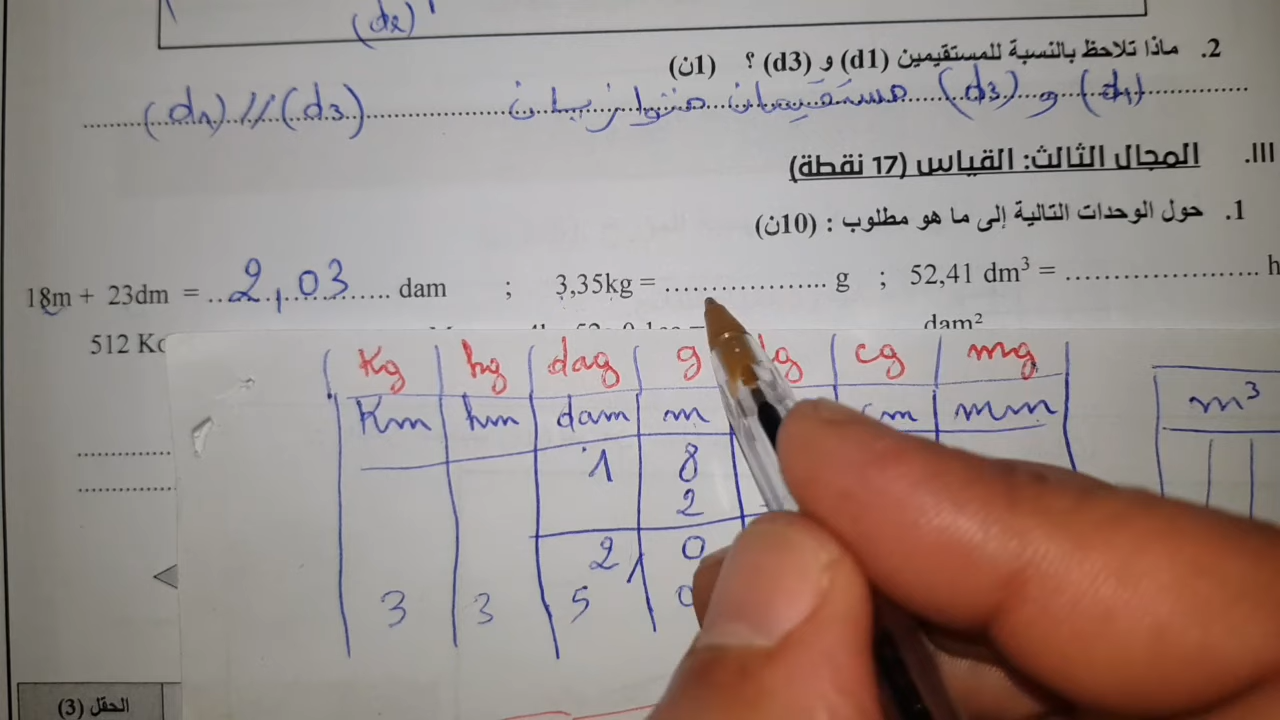 (d2)
2. ماذا تلاحظ بالنسبة للمستقيمين (d1) و (d3) ؟ (1ن)
(d1) و (d3) مستقيمان متوازيان (d1) // (d3)
III. المجال الثالث: القياس (17 نقطة)
1. حول الوحدات التالية إلى ما هو مطلوب : (10ن)
18m + 23dm = 2,03 dam ; 3,35kg = ........ g ; 52,41 dm³ = ........ h
512 dam²
Kg hg dag g dg cg mg
Km hm dam m cm mm m³
1 8
2
2, 0
3 3 5 0
الحقل (3)